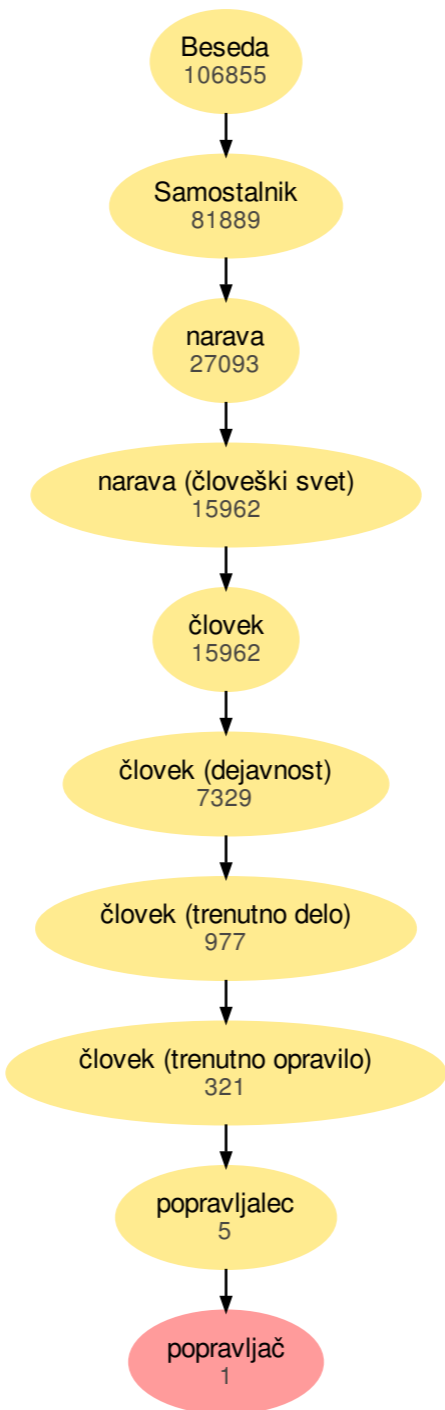 Beseda
106855
Samostalnik
81889
narava
27093
narava (človeški svet)
15962
človek
15962
človek (dejavnost)
7329
človek (trenutno delo)
977
človek (trenutno opravilo)
321
popravljalec
5
popravljač
1